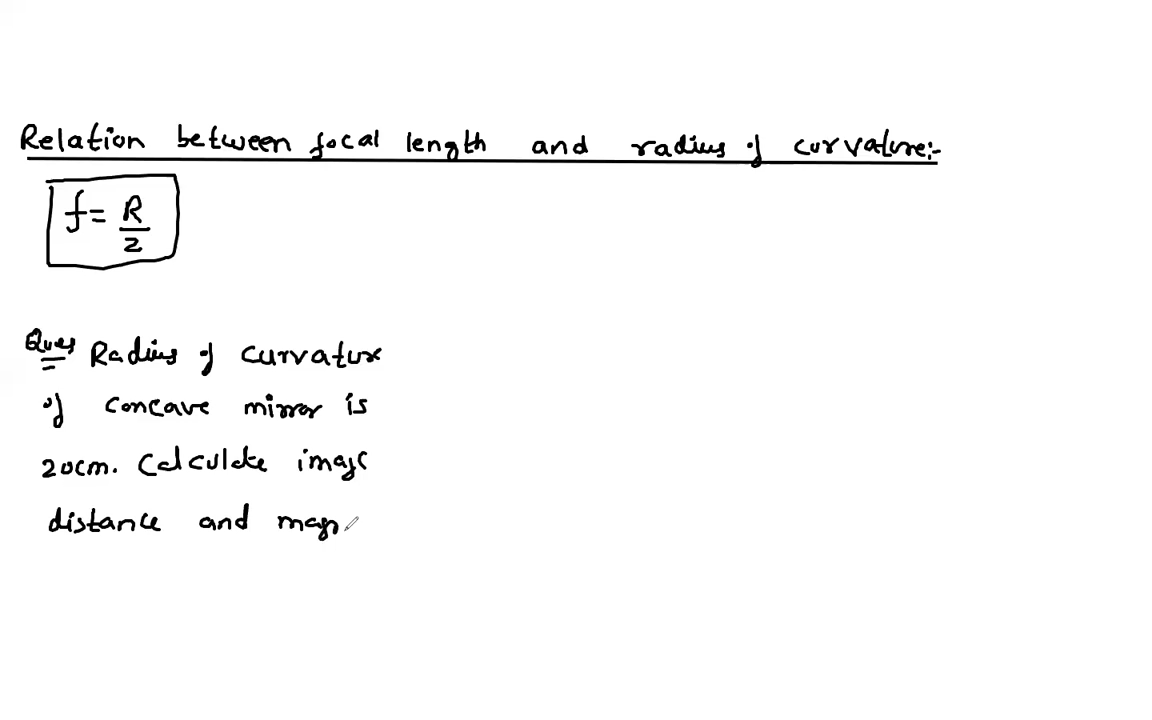 Relation between focal length and radius of curvature:-
f = R/2
Ques Radius of curvature
of concave mirror is
20cm. Calculate image
distance and magn